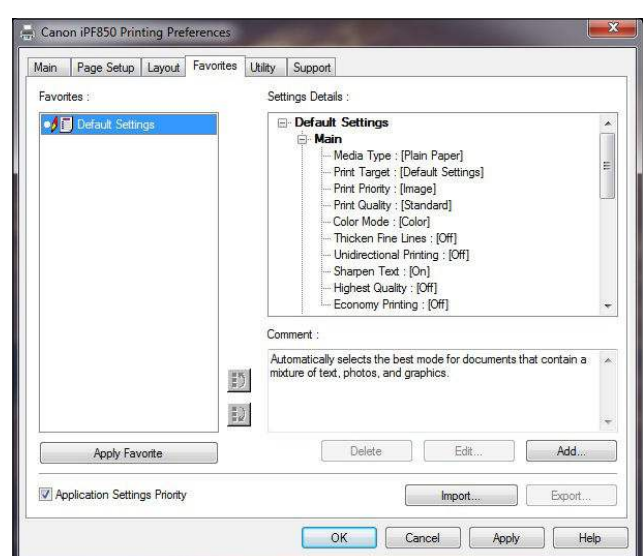 Canon iPF850 Printing Preferences
Main Page Setup Layout Favorites Utility Support
Favorites :
Default Settings
Apply Favorite
Settings Details :
Default Settings
Main
Media Type : [Plain Paper]
Print Target : [Default Settings]
Print Priority : [Image]
Print Quality : [Standard]
Color Mode : [Color]
Thicken Fine Lines : [Off]
Unidirectional Printing : [Off]
Sharpen Text : [On]
Highest Quality : [Off]
Economy Printing : [Off]
Comment :
Automatically selects the best mode for documents that contain a
mixture of text, photos, and graphics.
Delete Edit... Add...
Application Settings Priority
Import... Export...
OK Cancel Apply Help